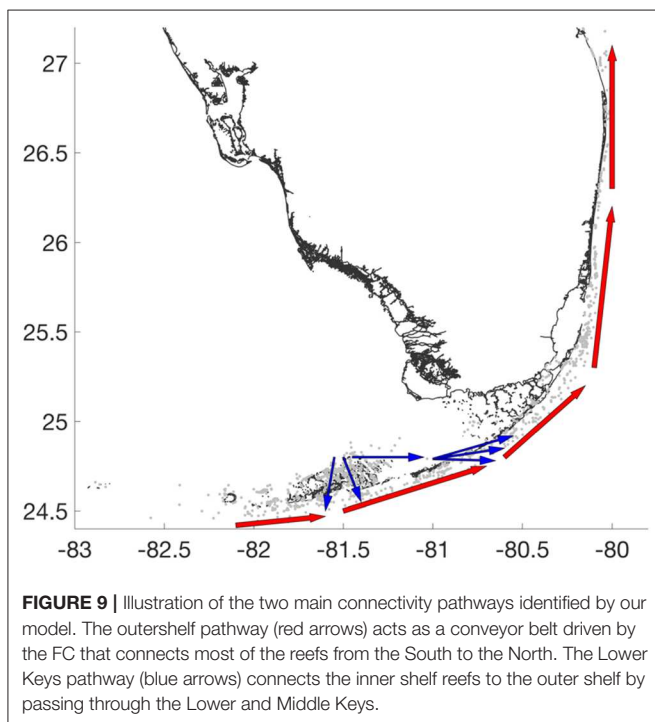 27
26.5
26
25.5
25
24.5
-83 -82.5 -82 -81.5 -81 -80.5 -80
FIGURE 9 | Illustration of the two main connectivity pathways identified by our
model. The outershelf pathway (red arrows) acts as a conveyor belt driven by
the FC that connects most of the reefs from the South to the North. The Lower
Keys pathway (blue arrows) connects the inner shelf reefs to the outer shelf by
passing through the Lower and Middle Keys.